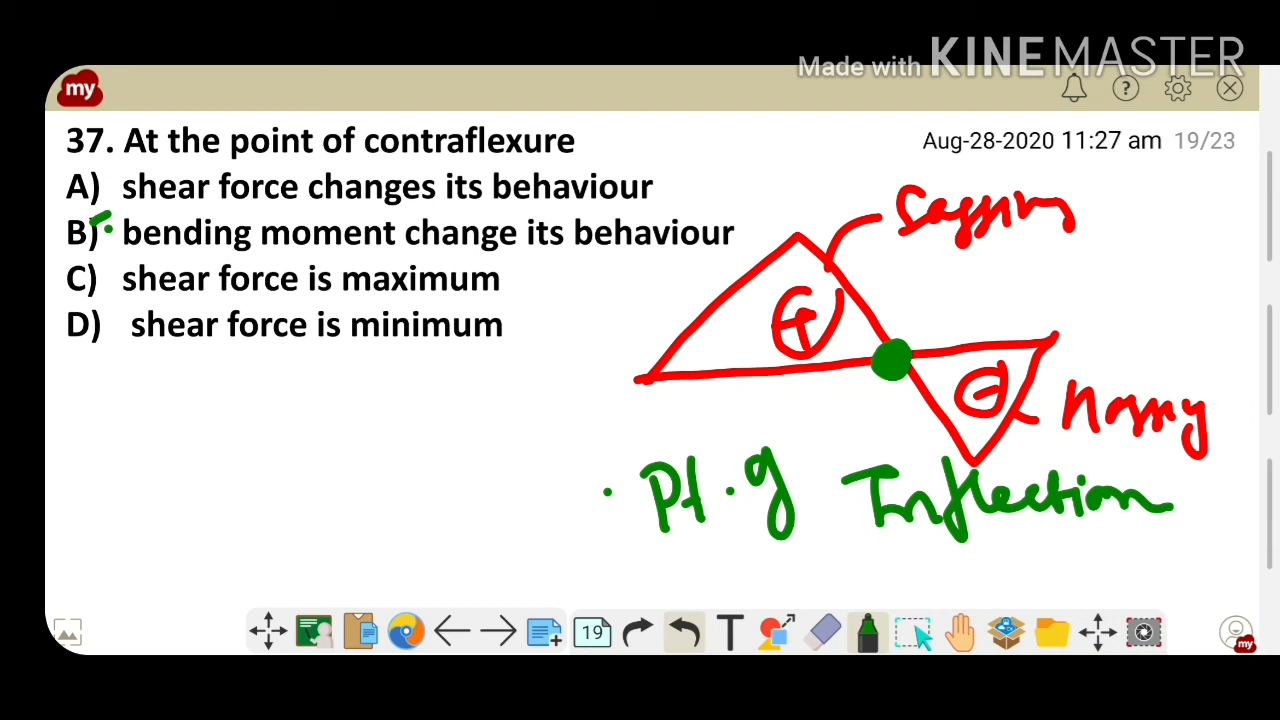 Made with KINEMASTER
my
37. At the point of contraflexure
Aug-28-2020 11:27 am 19/23
A) shear force changes its behaviour
B) bending moment change its behaviour
C) shear force is maximum
D) shear force is minimum
+
-
Pt. of Inflection
19
T
my